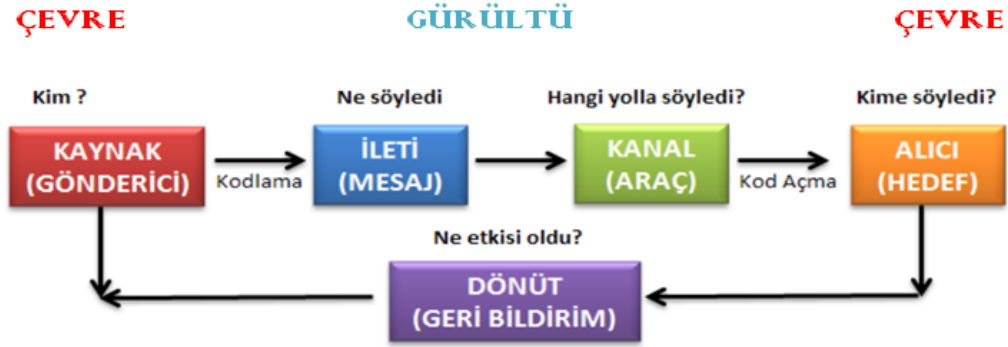 ÇEVRE GÜRÜLTÜ ÇEVRE
Kim ? Ne söyledi Hangi yolla söyledi? Kime söyledi?
KAYNAK
(GÖNDERİCİ)
Kodlama
İLETİ
(MESAJ)
KANAL
(ARAÇ)
Kod Açma
ALICI
(HEDEF)
Ne etkisi oldu?
DÖNÜT
(GERİ BİLDİRİM)